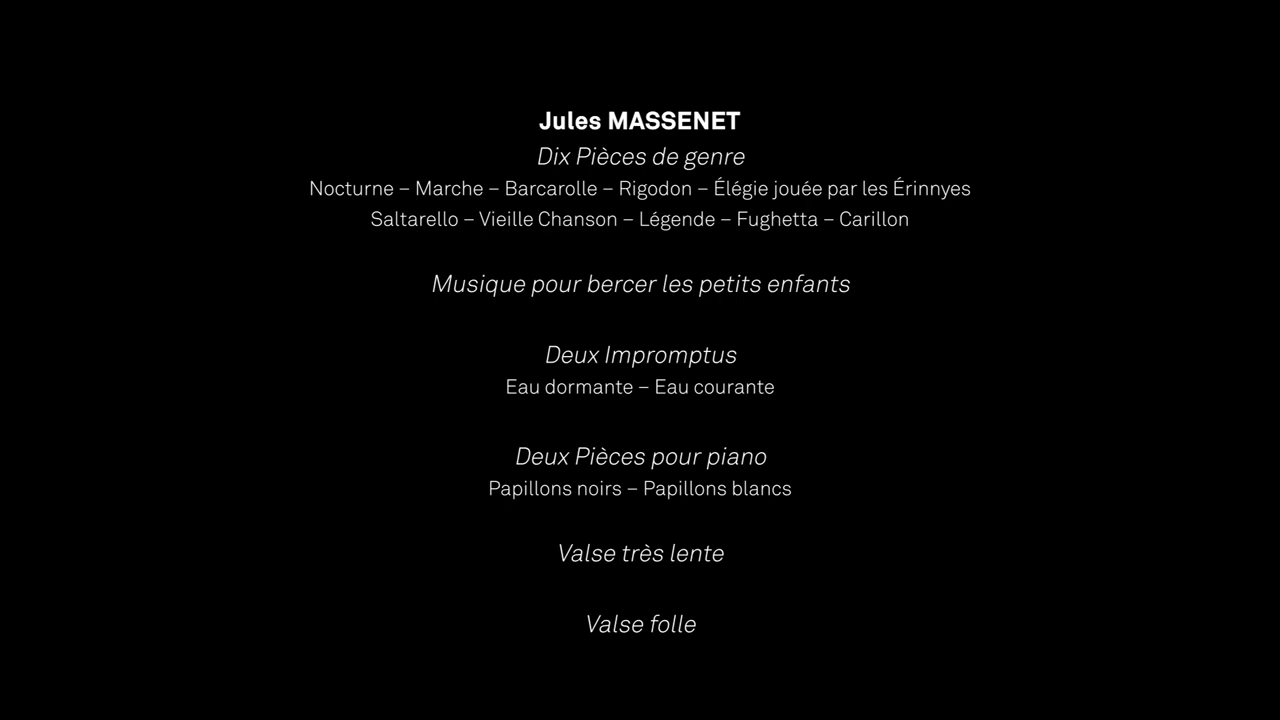 Jules MASSENET
Dix Pièces de genre
Nocturne – Marche – Barcarolle – Rigodon – Élégie jouée par les Érinnyes
Saltarello – Vieille Chanson – Légende – Fughetta – Carillon
Musique pour bercer les petits enfants
Deux Impromptus
Eau dormante – Eau courante
Deux Pièces pour piano
Papillons noirs – Papillons blancs
Valse très lente
Valse folle